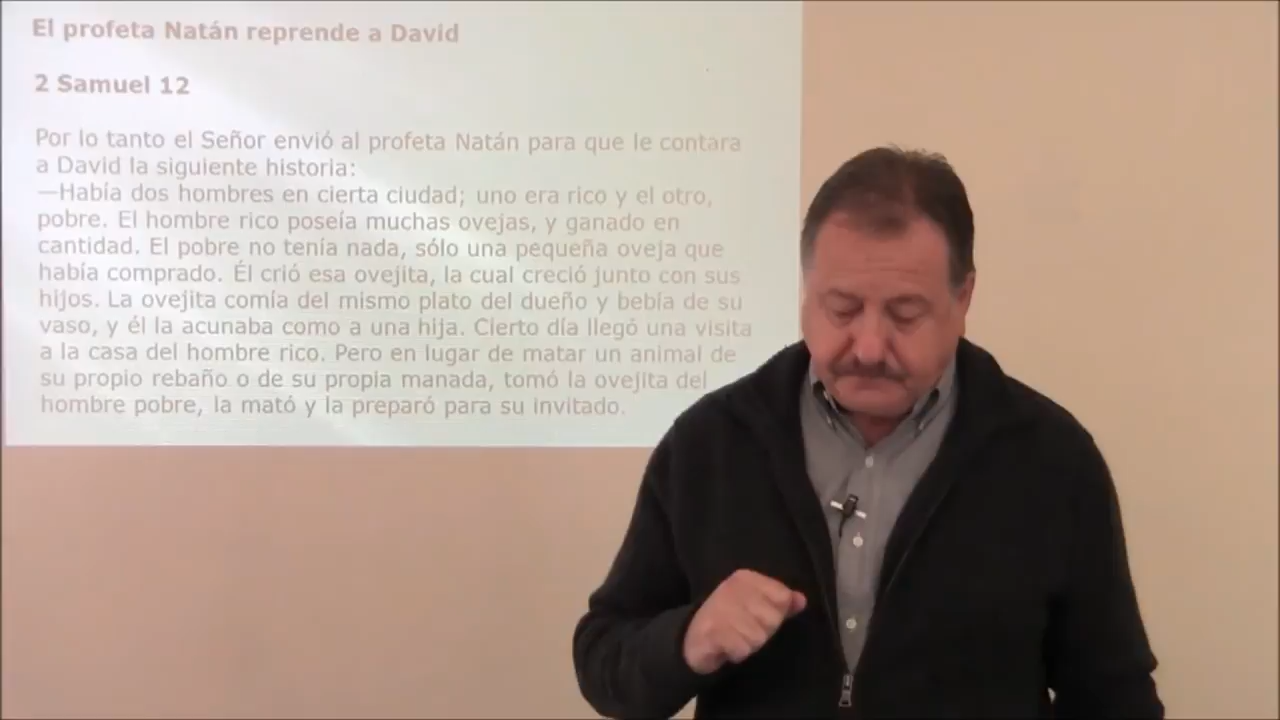 El profeta Natán reprende a David
2 Samuel 12
Por lo tanto el Señor envió al profeta Natán para que le contara
a David la siguiente historia:
—Había dos hombres en cierta ciudad; uno era rico y el otro,
pobre. El hombre rico poseía muchas ovejas, y ganado en
cantidad. El pobre no tenía nada, sólo una pequeña oveja que
había comprado. Él crió esa ovejita, la cual creció junto con sus
hijos. La ovejita comía del mismo plato del dueño y bebía de su
vaso, y él la acunaba como a una hija. Cierto día llegó una visita
a la casa del hombre rico. Pero en lugar de matar un animal de
su propio rebaño o de su propia manada, tomó la ovejita del
hombre pobre, la mató y la preparó para su invitado.